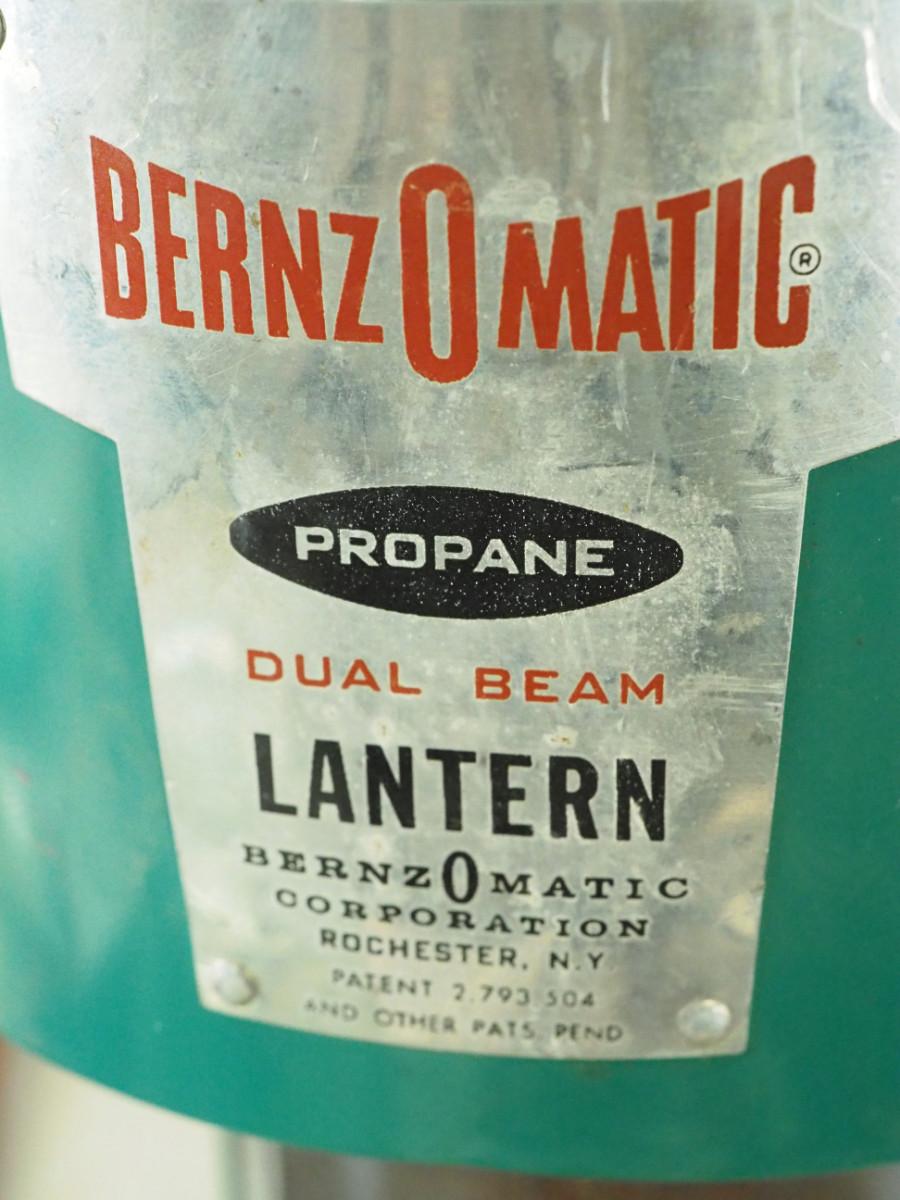 BERNZOMATIC®
PROPANE
DUAL BEAM
LANTERN
BERNZOMATIC
CORPORATION
ROCHESTER, N.Y.
PATENT 2,793,504
AND OTHER PATS. PEND